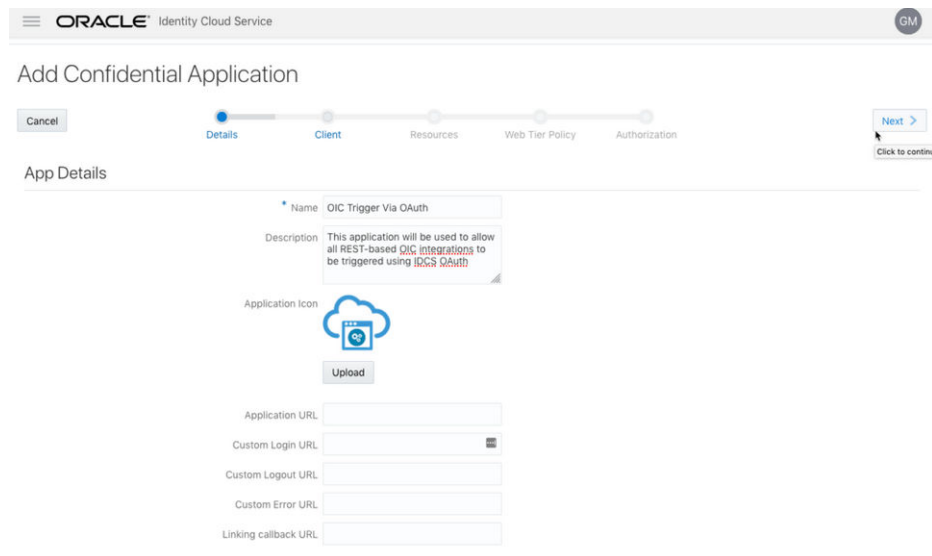 ORACLE® Identity Cloud Service
GM
Add Confidential Application
Cancel
Details
Client
Resources
Web Tier Policy
Authorization
Next >
Click to continu
App Details
* Name OIC Trigger Via OAuth
Description This application will be used to allow
all REST-based OIC integrations to
be triggered using IDCS OAuth
Application Icon
Upload
Application URL
Custom Login URL
Custom Logout URL
Custom Error URL
Linking callback URL